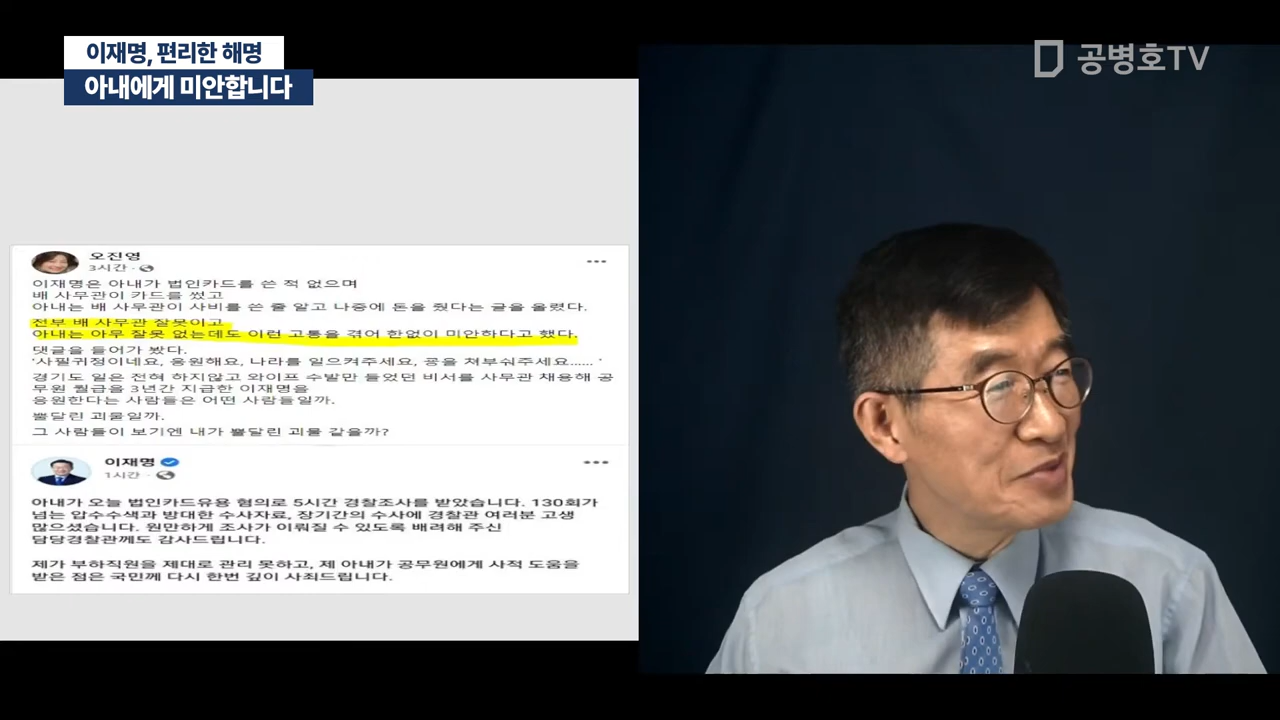 이재명, 편리한 해명
아내에게 미안합니다
공병호TV
오진영
3시간 ·
이재명은 아내가 법인카드를 쓴 적 없으며
배 사무관이 카드를 썼고
아내는 배 사무관이 사비를 쓴 줄 알고 나중에 돈을 줬다는 글을 올렸다.
전부 배 사무관 잘못이고
아내는 아무 잘못 없는데도 이런 고통을 겪어 한없이 미안하다고 했다.
댓글을 들어가 봤다.
'사필귀정이네요, 응원해요, 나라를 일으켜주세요, 꿍을 쳐부숴주세요...... '
경기도 일은 전혀 하지않고 와이프 수발만 들었던 비서를 사무관 채용해 공
무원 월급을 3년간 지급한 이재명을
응원한다는 사람들은 어떤 사람들일까.
뿔달린 괴물일까.
그 사람들이 보기엔 내가 뿔달린 괴물 같을까?
이재명
1시간 ·
아내가 오늘 법인카드유용 혐의로 5시간 경찰조사를 받았습니다. 130회가
넘는 압수수색과 방대한 수사자료, 장기간의 수사에 경찰관 여러분 고생
많으셨습니다. 원만하게 조사가 이뤄질 수 있도록 배려해 주신
담당경찰관께도 감사드립니다.
제가 부하직원을 제대로 관리 못하고, 제 아내가 공무원에게 사적 도움을
받은 점은 국민께 다시 한번 깊이 사죄드립니다.